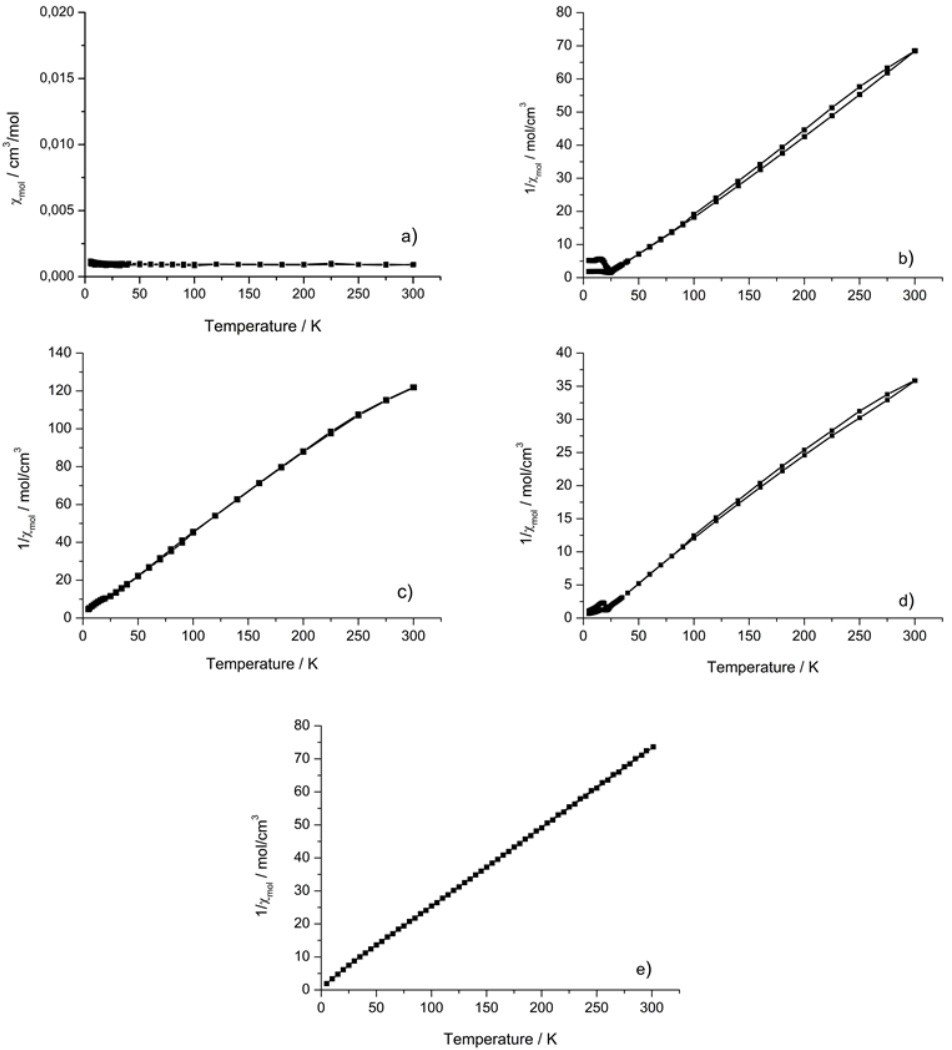 0,020
0,015
0,010
0,005
0,000
χmol / cm³/mol
0 50 100 150 200 250 300
Temperature / K
a)
80
70
60
50
40
30
20
10
0
1/χmol / mol/cm³
0 50 100 150 200 250 300
Temperature / K
b)
140
120
100
80
60
40
20
0
1/χmol / mol/cm³
0 50 100 150 200 250 300
Temperature / K
c)
40
35
30
25
20
15
10
5
0
1/χmol / mol/cm³
0 50 100 150 200 250 300
Temperature / K
d)
80
70
60
50
40
30
20
10
0
1/χmol / mol/cm³
0 50 100 150 200 250 300
Temperature / K
e)